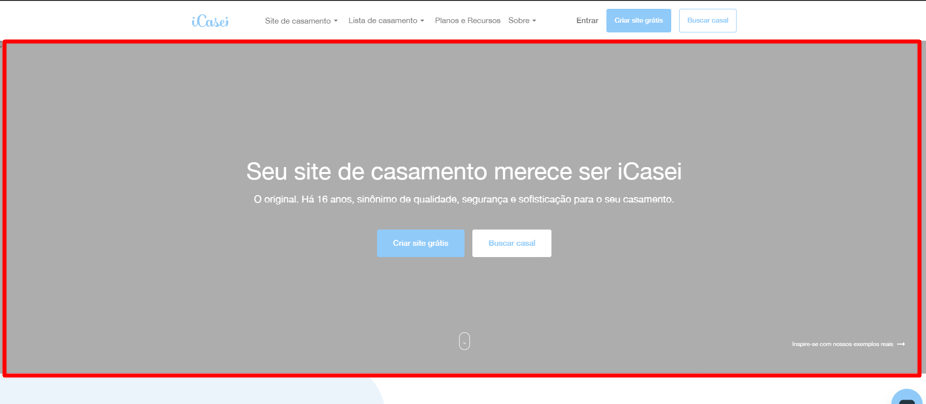 iCasei
Site de casamento
Lista de casamento
Planos e Recursos
Sobre
Entrar
Criar site grátis
Buscar casal
Seu site de casamento merece ser iCasei
O original. Há 16 anos, sinônimo de qualidade, segurança e sofisticação para o seu casamento.
Criar site grátis
Buscar casal
Inspire-se com nossos exemplos reais →